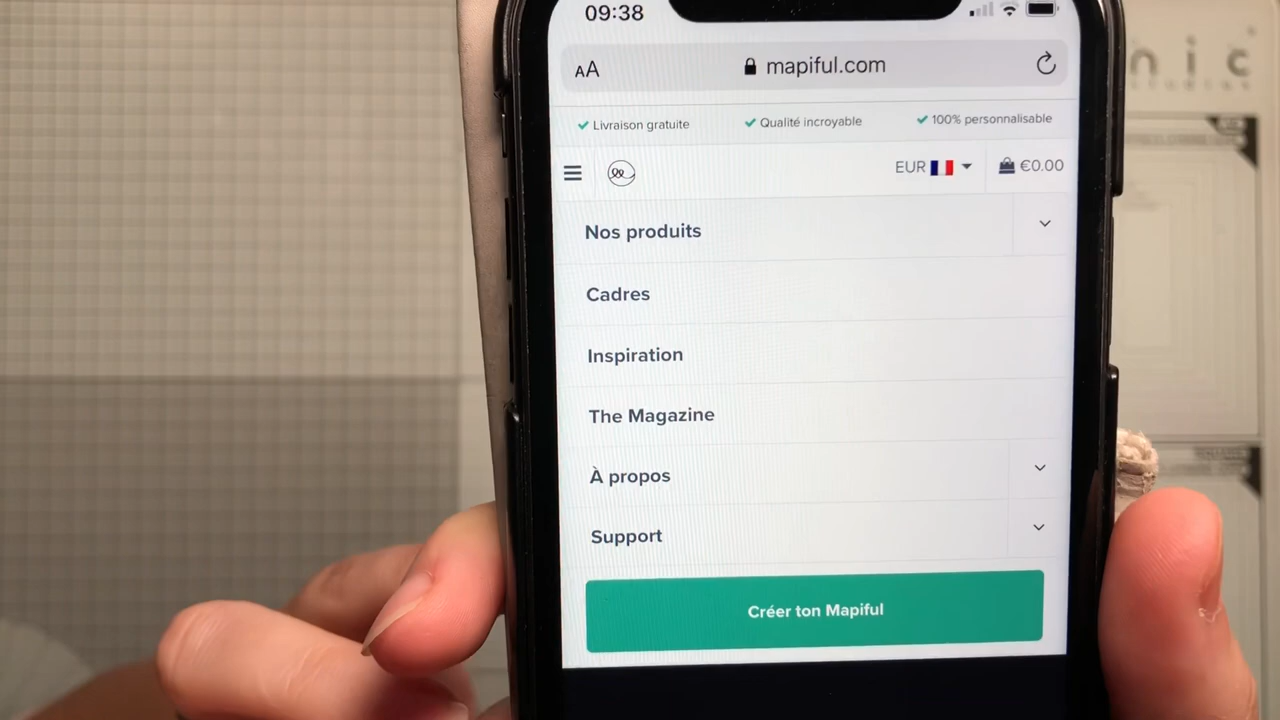 09:38
AA mapiful.com
Livraison gratuite Qualité incroyable 100% personnalisable
EUR €0.00
Nos produits
Cadres
Inspiration
The Magazine
À propos
Support
Créer ton Mapiful
nic